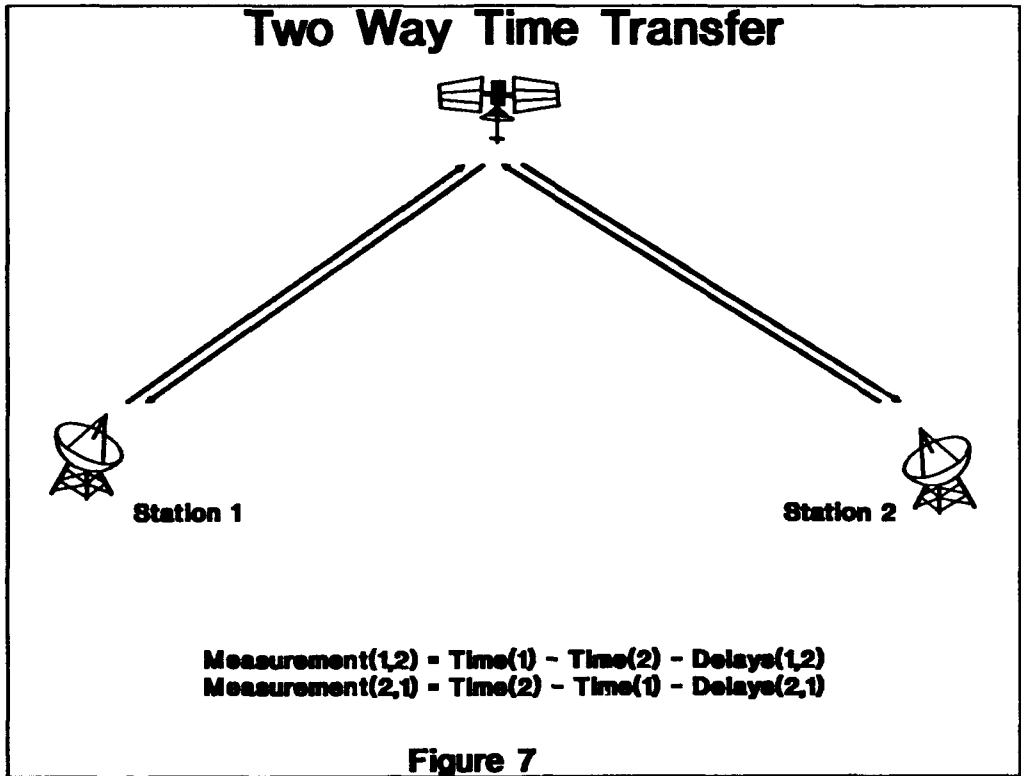 Two Way Time Transfer
Station 1
Station 2
Measurement(1,2) = Time(1) - Time(2) - Delays(1,2)
Measurement(2,1) = Time(2) - Time(1) - Delays(2,1)
Figure 7